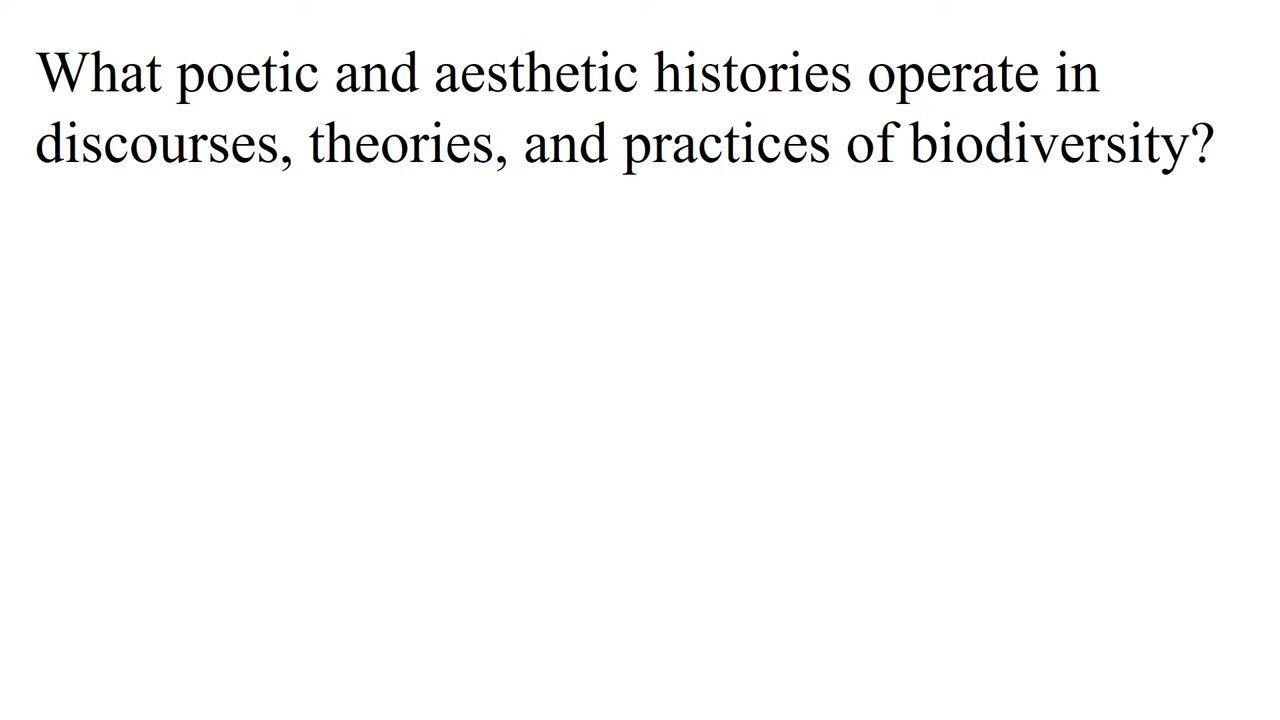 What poetic and aesthetic histories operate in
discourses, theories, and practices of biodiversity?